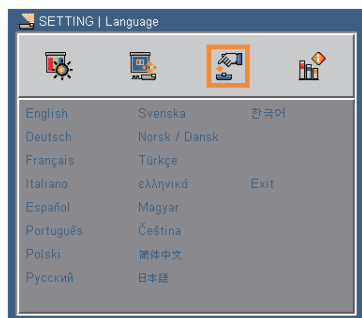 SETTING | Language
English
Deutsch
Français
Italiano
Español
Português
Polski
Русский
Svenska
Norsk / Dansk
Türkçe
ελληνικά
Magyar
Čeština
简体中文
日本語
한국어
Exit